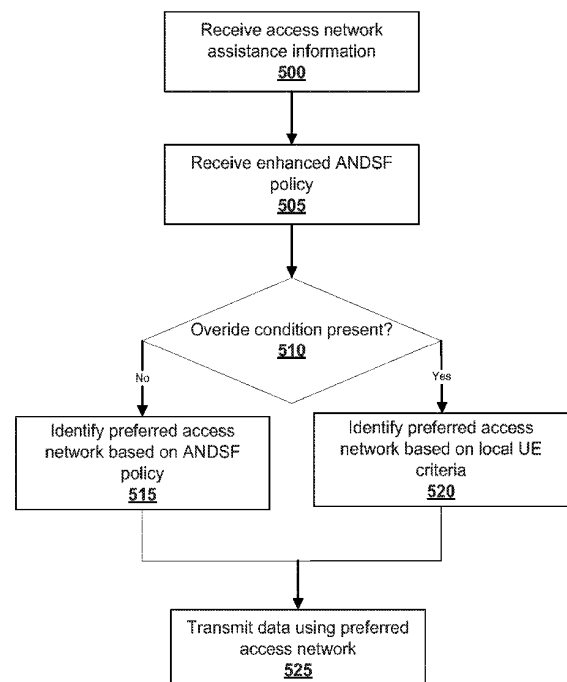 Receive access network
assistance information
500
Receive enhanced ANDSF
policy
505
Overide condition present?
510
No
Yes
Identify preferred access
network based on ANDSF
policy
515
Identify preferred access
network based on local UE
criteria
520
Transmit data using preferred
access network
525